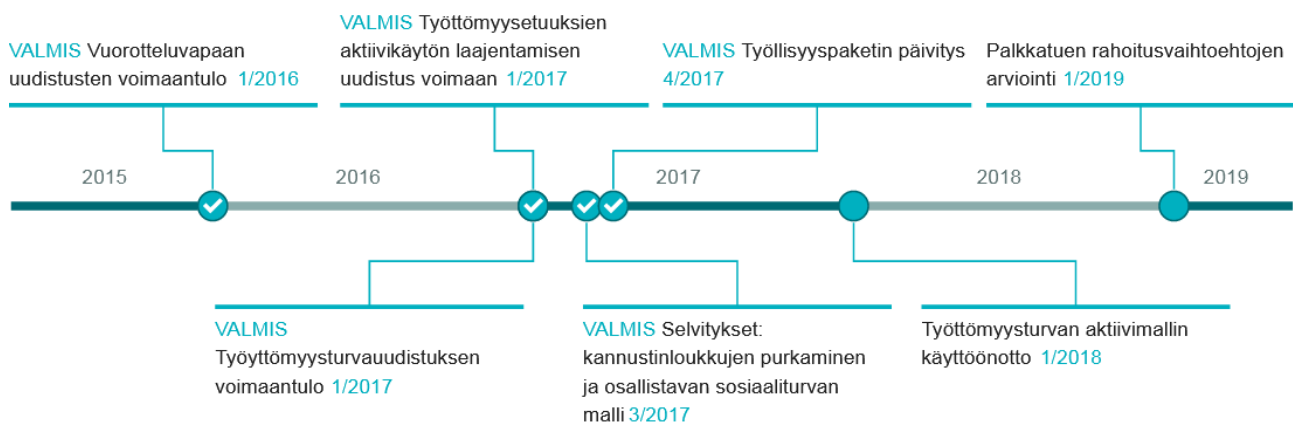 VALMIS Vuorotteluvapaan
uudistusten voimaantulo 1/2016
VALMIS Työttömyysetuuksien
aktiivikäytön laajentamisen
uudistus voimaan 1/2017
VALMIS Työllisyyspaketin päivitys
4/2017
Palkkatuen rahoitusvaihtoehtojen
arviointi 1/2019
2015
2016
2017
2018
2019
VALMIS
Työyttömyysturvauudistuksen
voimaantulo 1/2017
VALMIS Selvitykset:
kannustinloukkujen purkaminen
ja osallistavan sosiaaliturvan
malli 3/2017
Työttömyysturvan aktiivimallin
käyttöönotto 1/2018